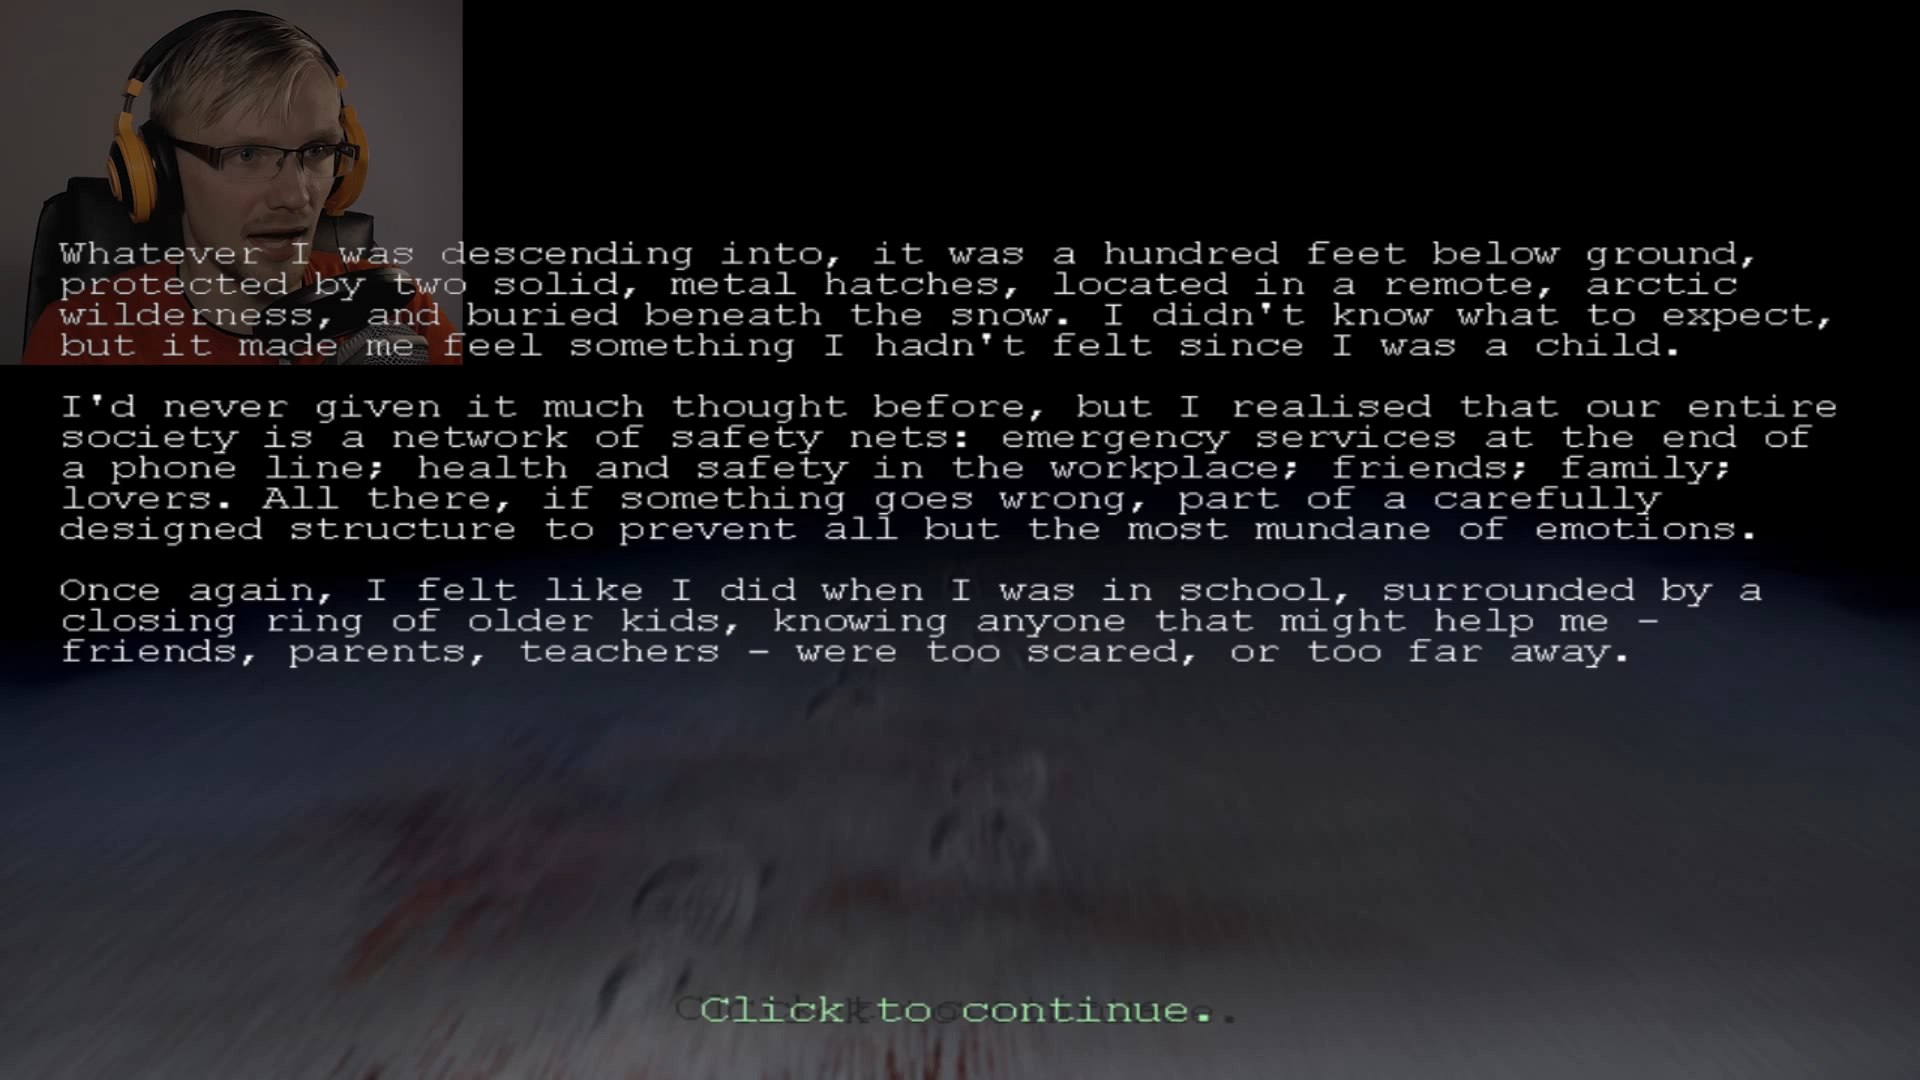 Whatever I was descending into, it was a hundred feet below ground,
protected by two solid, metal hatches, located in a remote, arctic
wilderness, and buried beneath the snow. I didn't know what to expect,
but it made me feel something I hadn't felt since I was a child.
I'd never given it much thought before, but I realised that our entire
society is a network of safety nets: emergency services at the end of
a phone line; health and safety in the workplace; friends; family;
lovers. All there, if something goes wrong, part of a carefully
designed structure to prevent all but the most mundane of emotions.
Once again, I felt like I did when I was in school, surrounded by a
closing ring of older kids, knowing anyone that might help me -
friends, parents, teachers - were too scared, or too far away.
Click to continue.